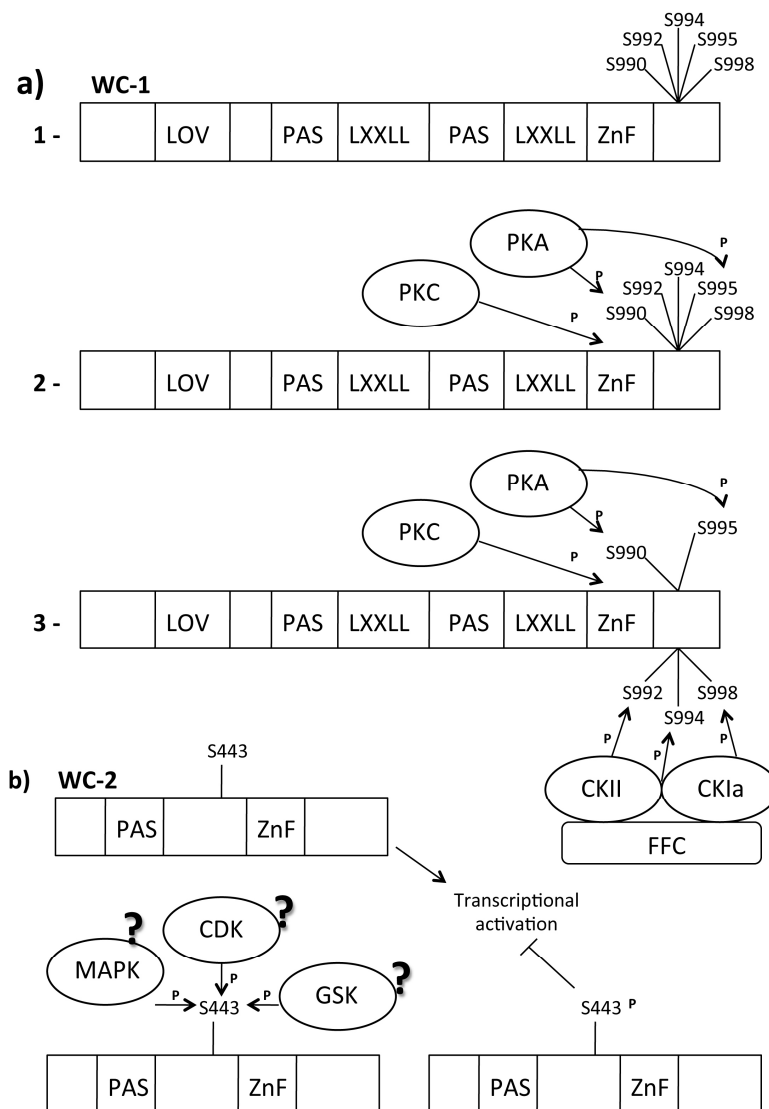 a) WC-1
S994
S992 S995
S990 S998
1 - LOV PAS LXXLL PAS LXXLL ZnF
PKA P
PKC P
S994
S992 S995
P S990 S998
2 - LOV PAS LXXLL PAS LXXLL ZnF
PKA P
PKC P
S995
P S990
3 - LOV PAS LXXLL PAS LXXLL ZnF
S992 S998
S994
P P P
CKII CKIa
FFC
b) WC-2
S443
PAS ZnF
Transcriptional
activation
? ? ?
MAPK CDK GSK
P P P
S443
PAS ZnF
S443 P
PAS ZnF